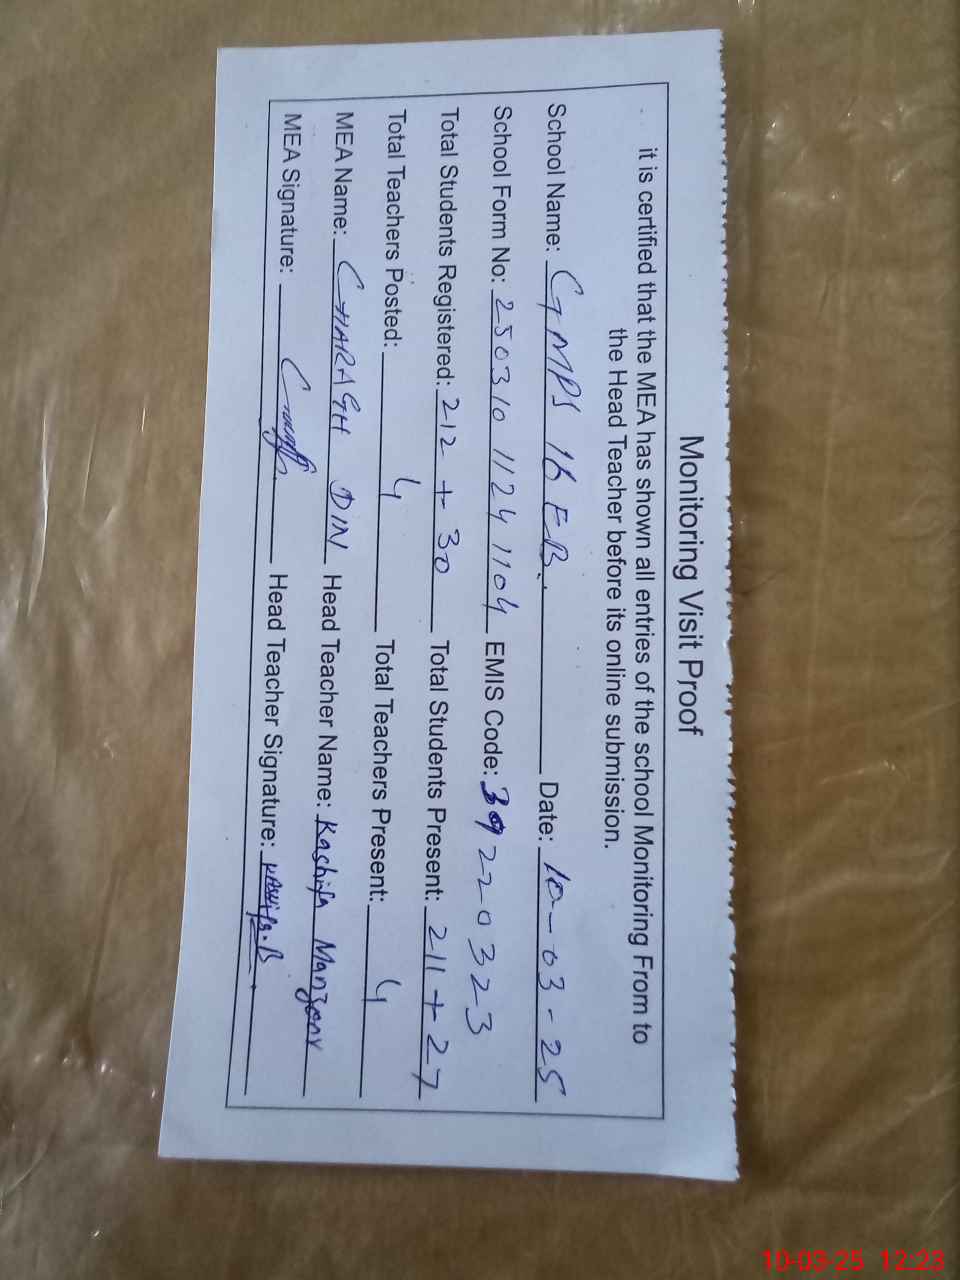 Monitoring Visit Proof
it is certified that the MEA has shown all entries of the school Monitoring From to
the Head Teacher before its online submission.
School Name: GMPS 16 EB. Date: 10-03-25
School Form No: 25031011241104 EMIS Code: 39220323
Total Students Registered: 212 + 30 Total Students Present: 211 + 27
Total Teachers Posted: 4 Total Teachers Present: 4
MEA Name: CHARAGH DIN Head Teacher Name: Kashifa Manzoor
MEA Signature: Head Teacher Signature: Kashifa.B
10-03-25 12:23